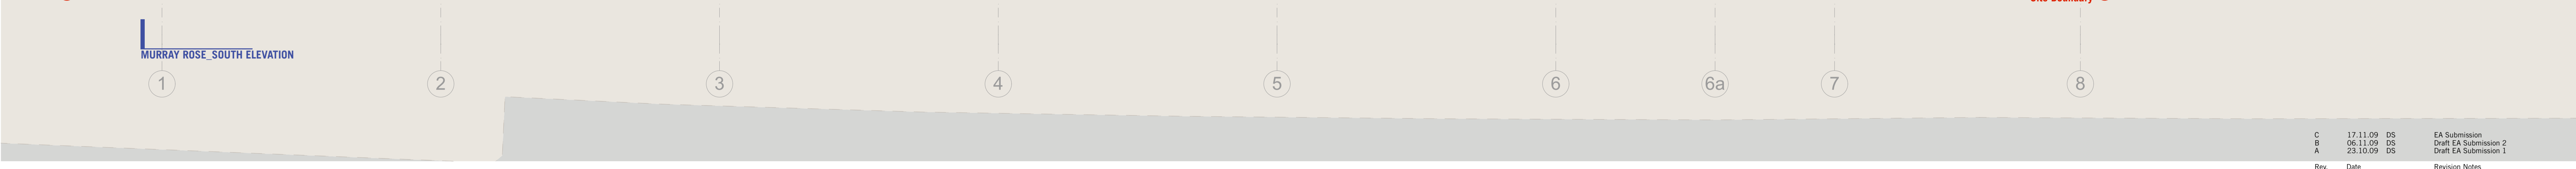 Site Boundary
MURRAY ROSE_SOUTH ELEVATION
1 2 3 4 5 6 6a 7 8
C 17.11.09 DS EA Submission
B 06.11.09 DS Draft EA Submission 2
A 23.10.09 DS Draft EA Submission 1
Rev. Date Revision Notes